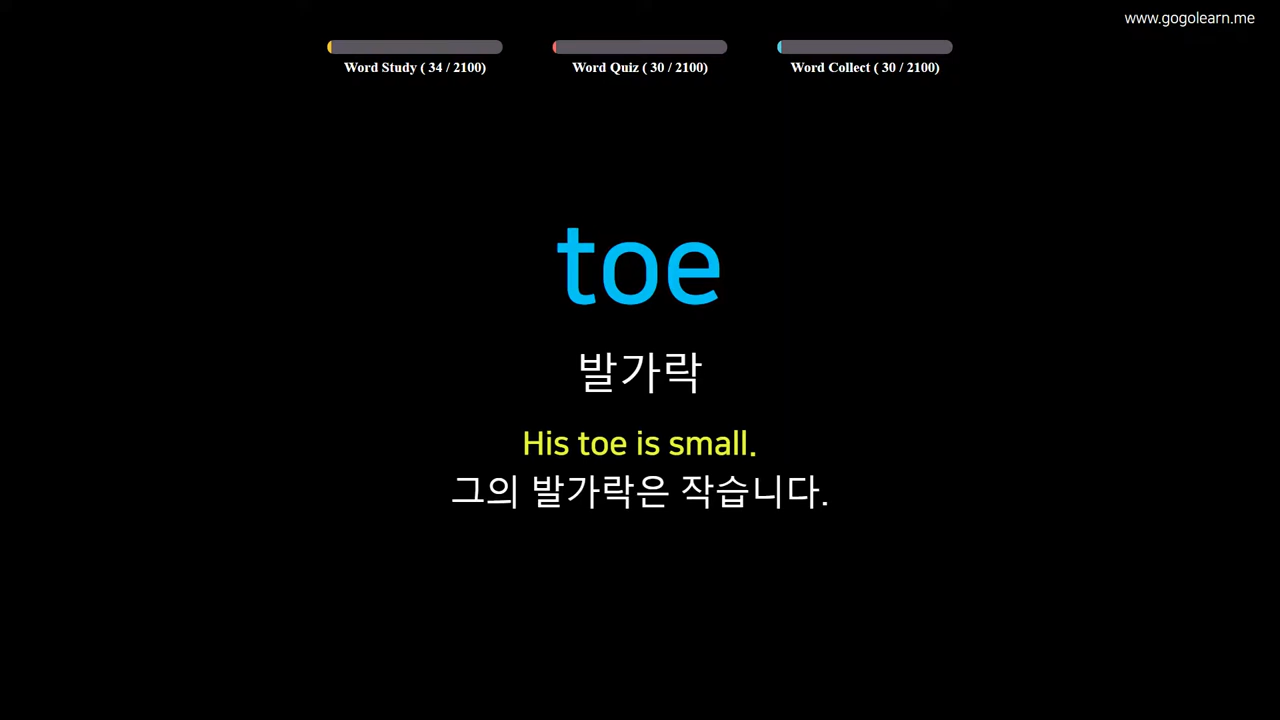 www.gogolearn.me
Word Study ( 34 / 2100)
Word Quiz ( 30 / 2100)
Word Collect ( 30 / 2100)
toe
발가락
His toe is small.
그의 발가락은 작습니다.